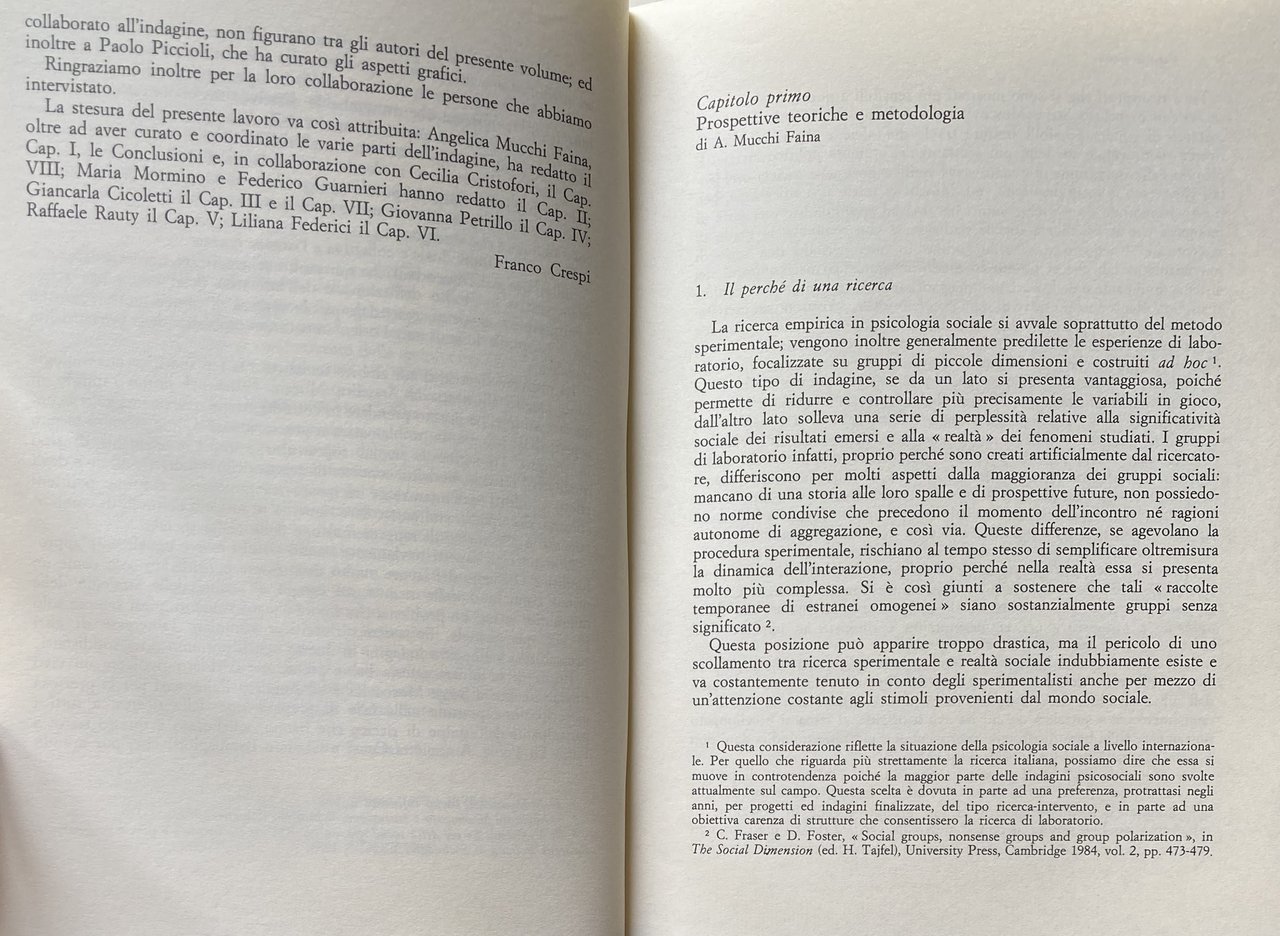 collaborato all'indagine, non figurano tra gli autori del presente volume; ed
inoltre a Paolo Piccioli, che ha curato gli aspetti grafici.
Ringraziamo inoltre per la loro collaborazione le persone che abbiamo
intervistato.
La stesura del presente lavoro va così attribuita: Angelica Mucchi Faina,
oltre ad aver curato e coordinato le varie parti dell'indagine, ha redatto il
Cap. I, le Conclusioni e, in collaborazione con Cecilia Cristofori, il Cap.
VIII; Maria Mormino e Federico Guarnieri hanno redatto il Cap. II;
Giancarla Cicoletti il Cap. III e il Cap. VII; Giovanna Petrillo il Cap. IV;
Raffaele Rauty il Cap. V; Liliana Federici il Cap. VI.
Franco Crespi
Capitolo primo
Prospettive teoriche e metodologia
di A. Mucchi Faina
1. Il perché di una ricerca
La ricerca empirica in psicologia sociale si avvale soprattutto del metodo
sperimentale; vengono inoltre generalmente predilette le esperienze di labo-
ratorio, focalizzate su gruppi di piccole dimensioni e costruiti ad hoc ¹.
Questo tipo di indagine, se da un lato si presenta vantaggiosa, poiché
permette di ridurre e controllare più precisamente le variabili in gioco,
dall'altro lato solleva una serie di perplessità relative alla significatività
sociale dei risultati emersi e alla « realtà » dei fenomeni studiati. I gruppi
di laboratorio infatti, proprio perché sono creati artificialmente dal ricercato-
re, differiscono per molti aspetti dalla maggioranza dei gruppi sociali:
mancano di una storia alle loro spalle e di prospettive future, non possiedo-
no norme condivise che precedono il momento dell'incontro né ragioni
autonome di aggregazione, e così via. Queste differenze, se agevolano la
procedura sperimentale, rischiano al tempo stesso di semplificare oltremisura
la dinamica dell'interazione, proprio perché nella realtà essa si presenta
molto più complessa. Si è così giunti a sostenere che tali « raccolte
temporanee di estranei omogenei » siano sostanzialmente gruppi senza
significato ².
Questa posizione può apparire troppo drastica, ma il pericolo di uno
scollamento tra ricerca sperimentale e realtà sociale indubbiamente esiste e
va costantemente tenuto in conto degli sperimentalisti anche per mezzo di
un'attenzione costante agli stimoli provenienti dal mondo sociale.
¹ Questa considerazione riflette la situazione della psicologia sociale a livello internaziona-
le. Per quello che riguarda più strettamente la ricerca italiana, possiamo dire che essa si
muove in controtendenza poiché la maggior parte delle indagini psicosociali sono svolte
attualmente sul campo. Questa scelta è dovuta in parte ad una preferenza, protrattasi negli
anni, per progetti ed indagini finalizzate, del tipo ricerca-intervento, e in parte ad una
obiettiva carenza di strutture che consentissero la ricerca di laboratorio.
² C. Fraser e D. Foster, « Social groups, nonsense groups and group polarization », in
The Social Dimension (ed. H. Tajfel), University Press, Cambridge 1984, vol. 2, pp. 473-479.